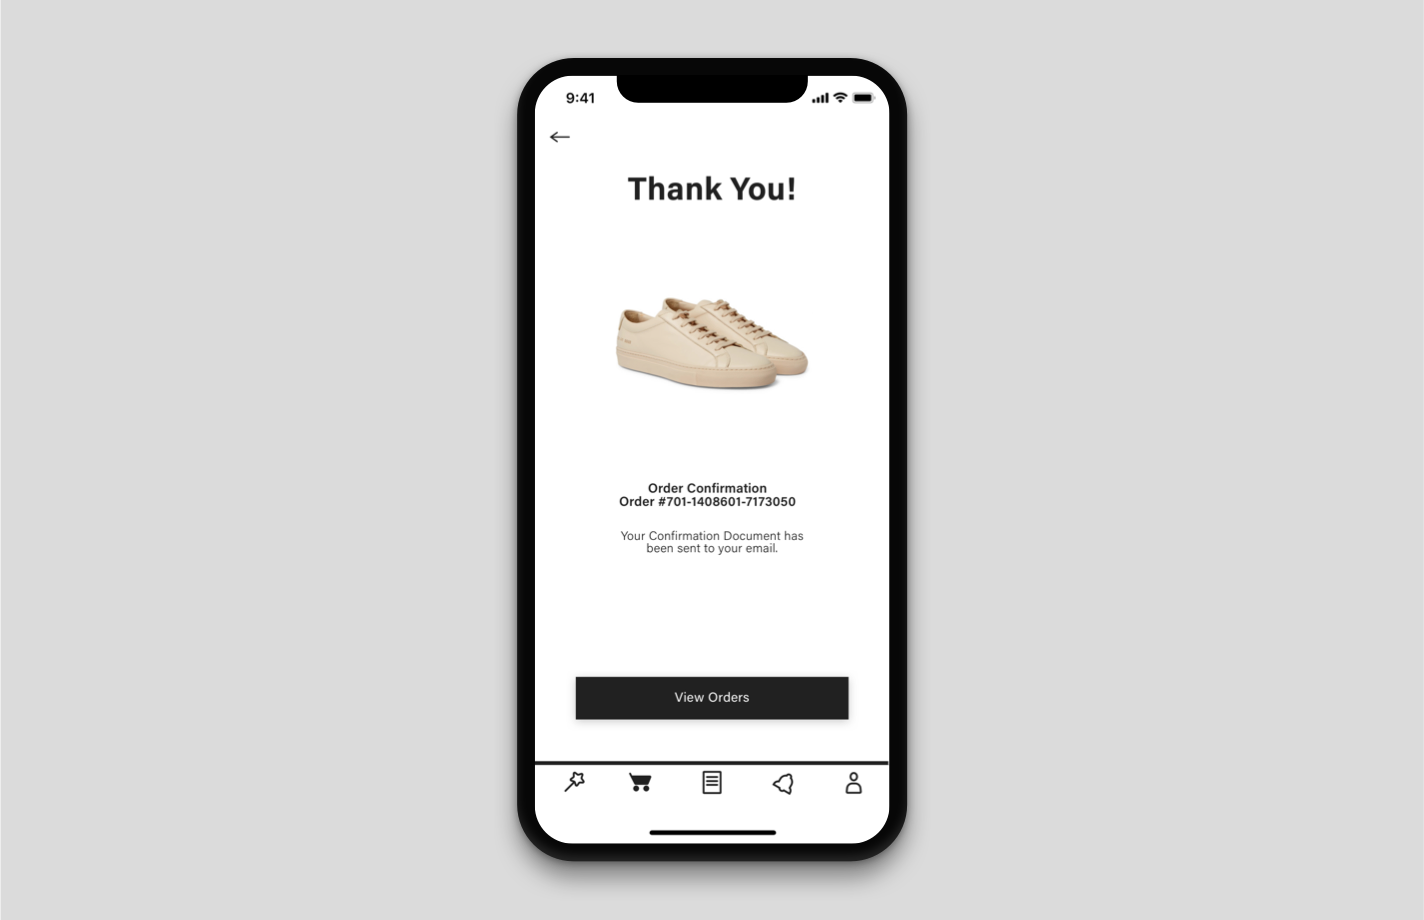 9:41
Thank You!
Order Confirmation
Order #701-1408601-7173050
Your Confirmation Document has
been sent to your email.
View Orders